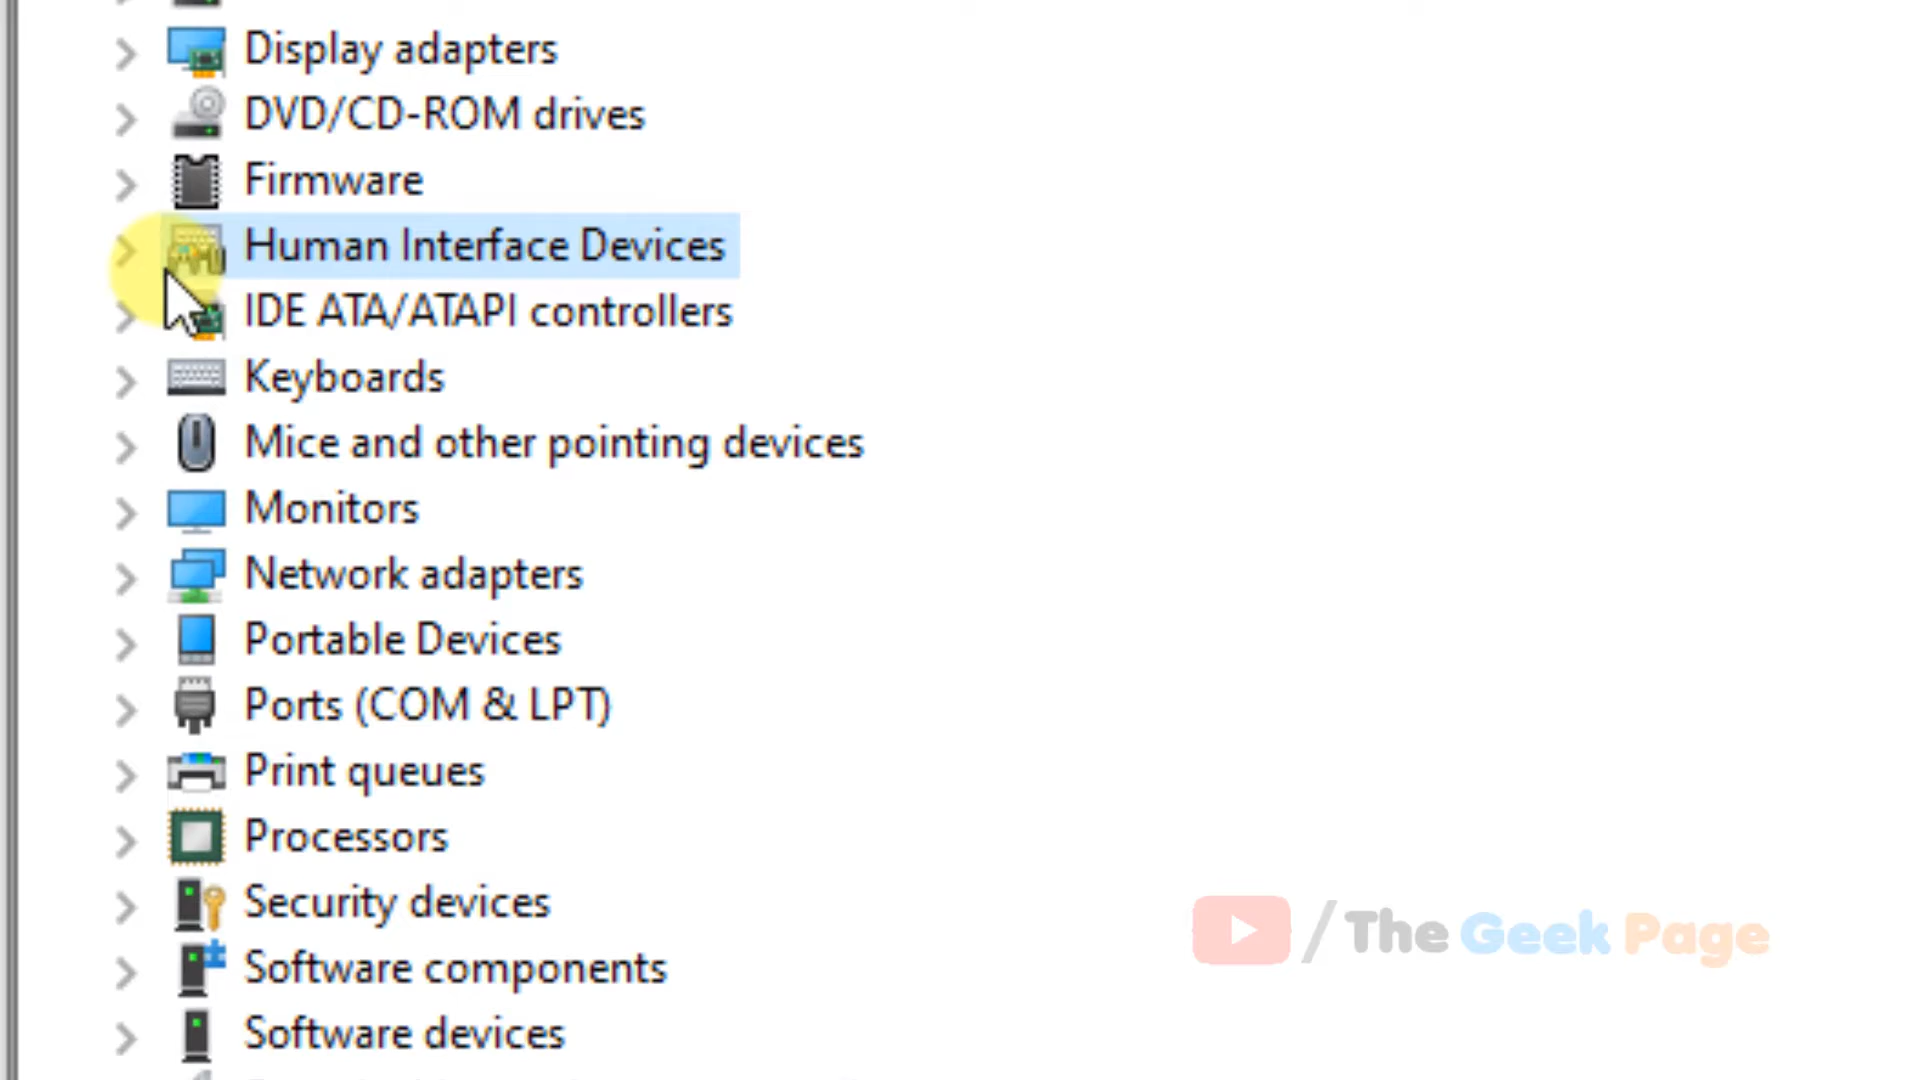 Display adapters
DVD/CD-ROM drives
Firmware
Human Interface Devices
IDE ATA/ATAPI controllers
Keyboards
Mice and other pointing devices
Monitors
Network adapters
Portable Devices
Ports (COM & LPT)
Print queues
Processors
Security devices
/The Geek Page
Software components
Software devices